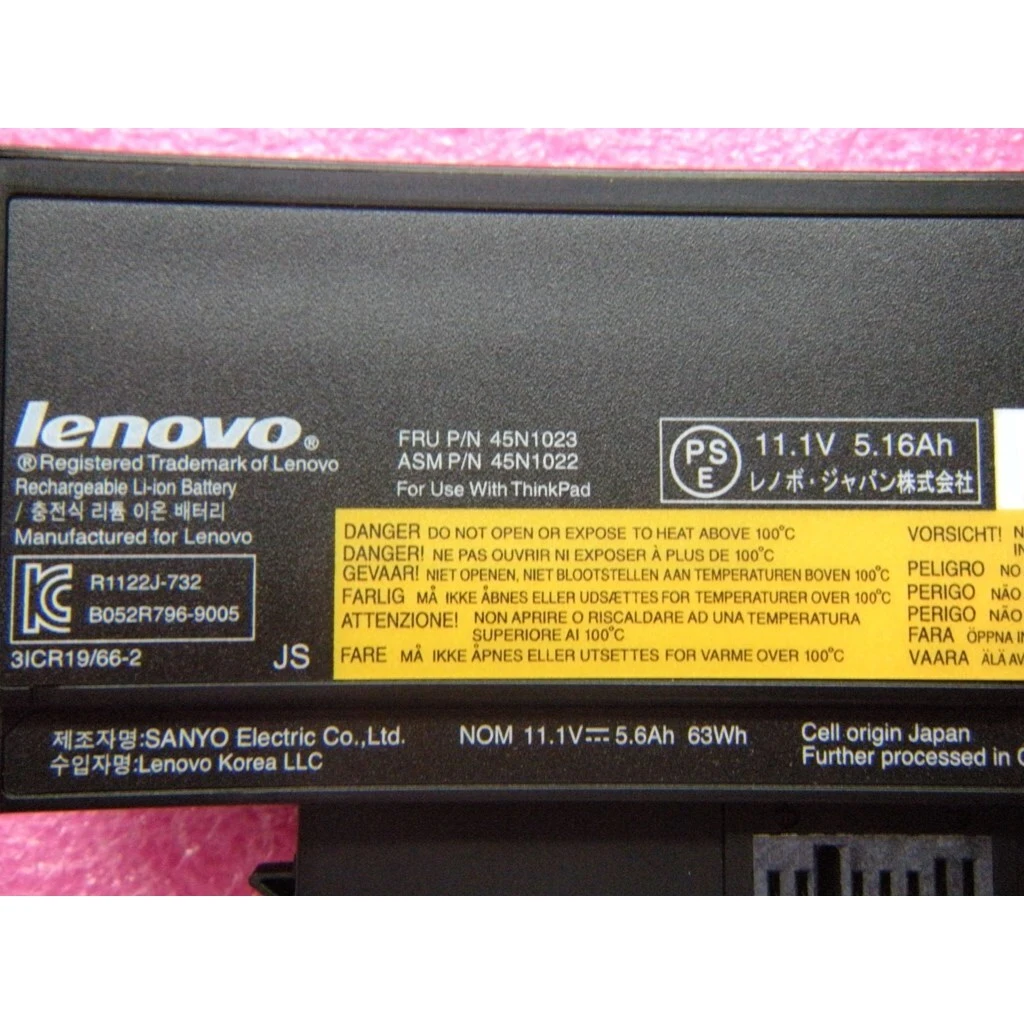 lenovo®
® Registered Trademark of Lenovo
Rechargeable Li-ion Battery
/ 충전식 리튬 이온 배터리
Manufactured for Lenovo
R1122J-732
B052R796-9005
3ICR19/66-2
JS
FRU P/N 45N1023
ASM P/N 45N1022
For Use With ThinkPad
PS
E
11.1V 5.16Ah
レノボ・ジャパン株式会社
DANGER DO NOT OPEN OR EXPOSE TO HEAT ABOVE 100°C
DANGER! NE PAS OUVRIR NI EXPOSER À PLUS DE 100°C
GEVAAR! NIET OPENEN, NIET BLOOTSTELLEN AAN TEMPERATUREN BOVEN 100°C
FARLIG MÅ IKKE ÅBNES ELLER UDSÆTTES FOR TEMPERATURER OVER 100°C
ATTENZIONE! NON APRIRE O RISCALDARE AD UNA TEMPERATURA
SUPERIORE AI 100°C
FARE MÅ IKKE ÅPNES ELLER UTSETTES FOR VARME OVER 100°C
VORSICHT!
PELIGRO NO
PERIGO NÃO
PERIGO NÃO
FARA ÖPPNA
VAARA ÄLÄ
제조자명:SANYO Electric Co.,Ltd.
수입자명:Lenovo Korea LLC
NOM 11.1V⎓5.6Ah 63Wh
Cell origin Japan
Further processed in